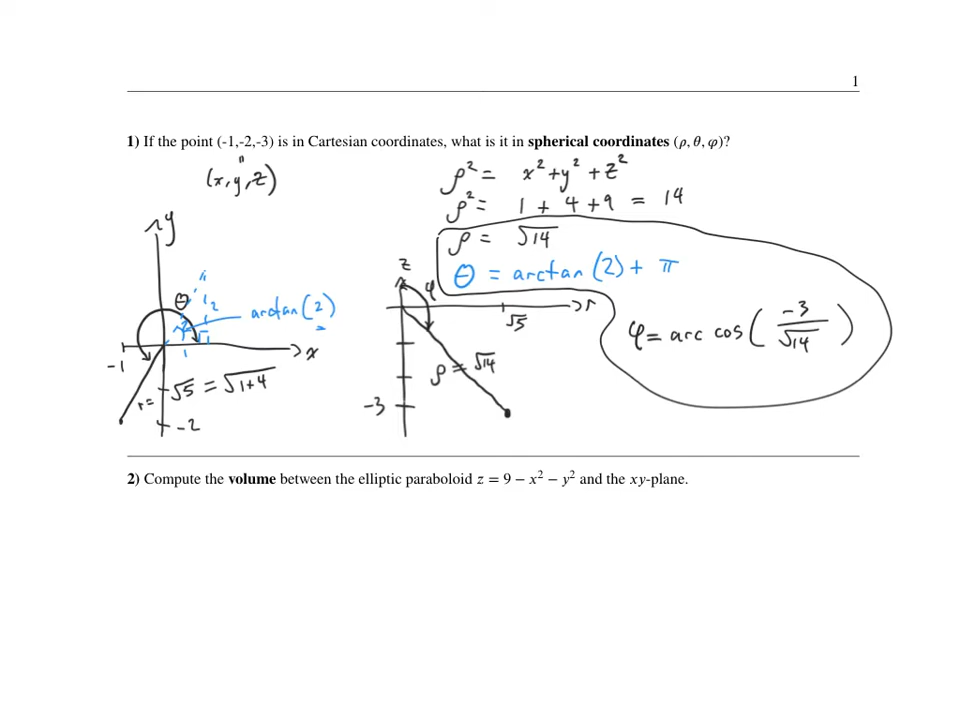 1
1) If the point (-1,-2,-3) is in Cartesian coordinates, what is it in spherical coordinates (ρ, θ, φ)?
(x,y,z)
ρ² = x² + y² + z²
ρ² = 1 + 4 + 9 = 14
ρ = √14
θ = arctan(2) + π
φ = arc cos(-3/√14)
y
θ
2
arctan(2)
1
x
-1
r = √5 = √1+4
-2
z
φ
r
√5
ρ = √14
-3
2) Compute the volume between the elliptic paraboloid z = 9 − x² − y² and the xy-plane.